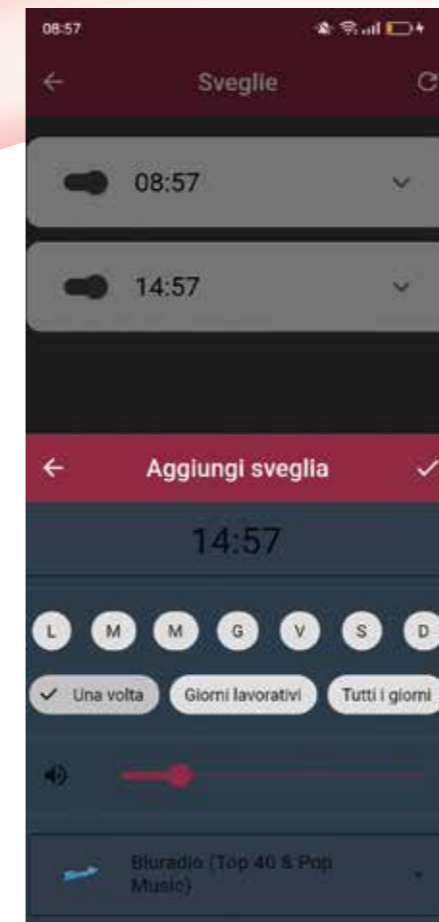 08:57
Sveglie
08:57
14:57
Aggiungi sveglia
14:57
L M M G V S D
Una volta Giorni lavorativi Tutti i giorni
Bluradio (Top 40 & Pop
Music)